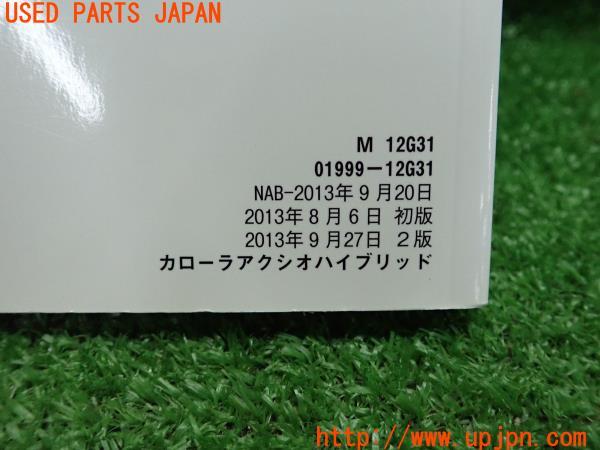 USED PARTS JAPAN
M 12G31
01999-12G31
NAB-2013年9月20日
2013年8月6日 初版
2013年9月27日 2版
カローラアクシオハイブリッド
http://www.upjpn.com/